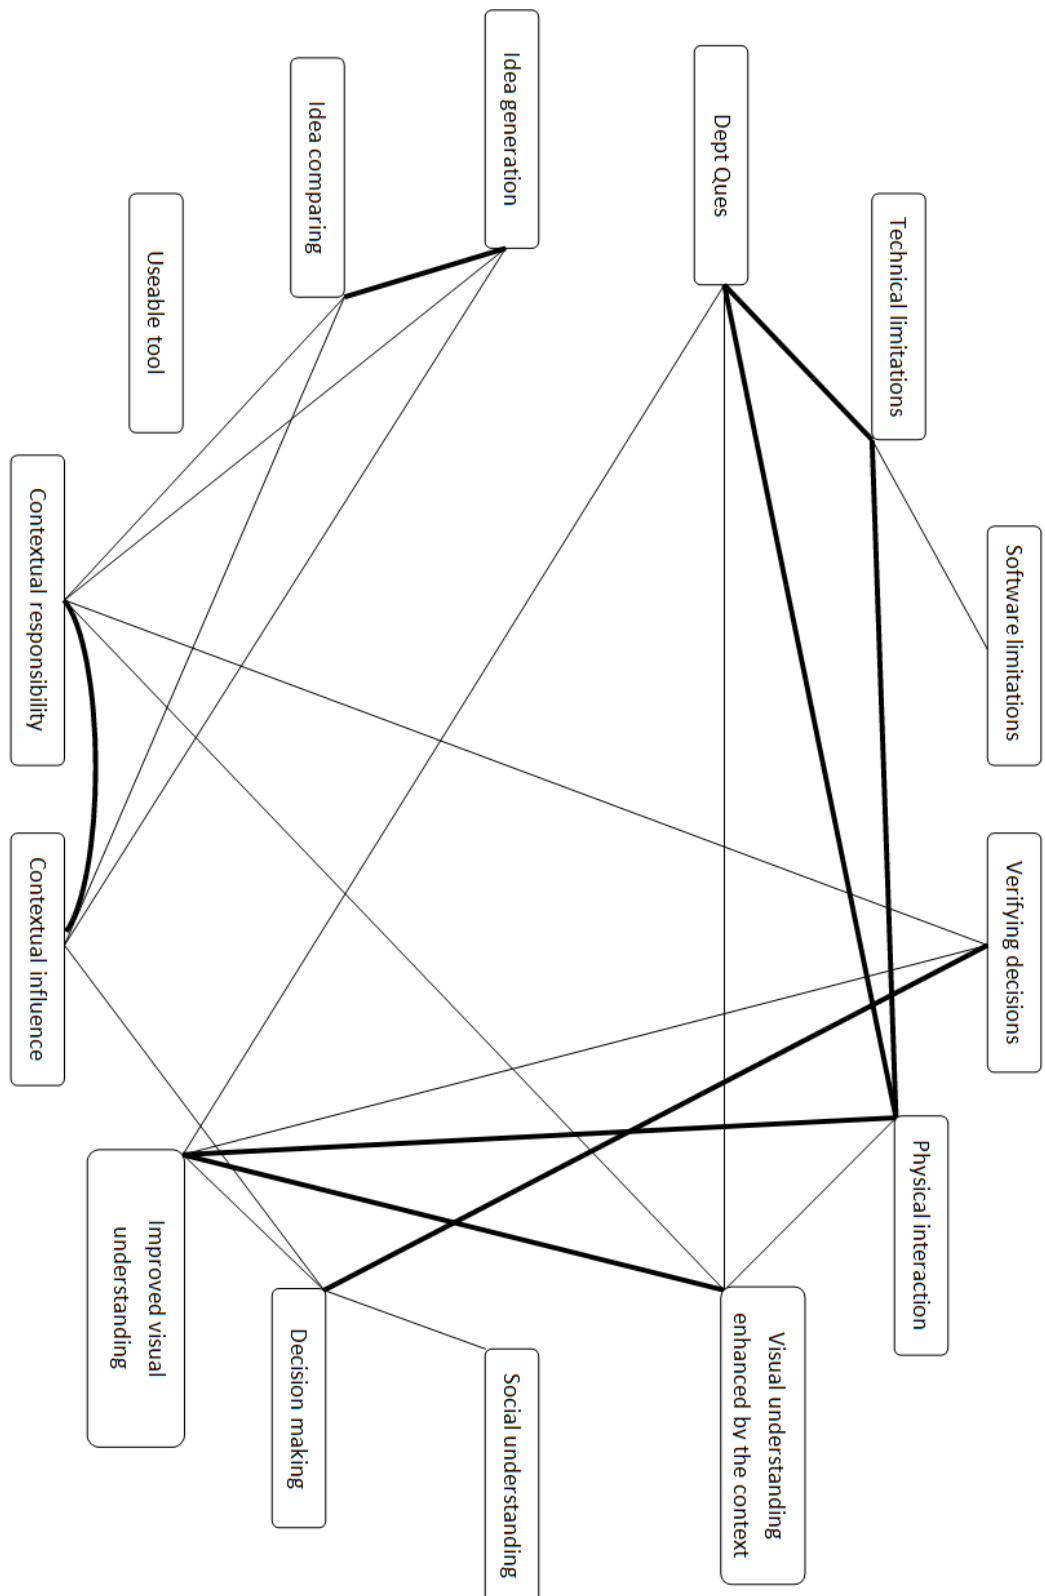 Software limitations
Verifying decisions
Technical limitations
Physical interaction
Dept Ques
Visual understanding
enhanced by the context
Idea generation
Social understanding
Idea comparing
Decision making
Useable tool
Improved visual
understanding
Contextual responsibility
Contextual influence